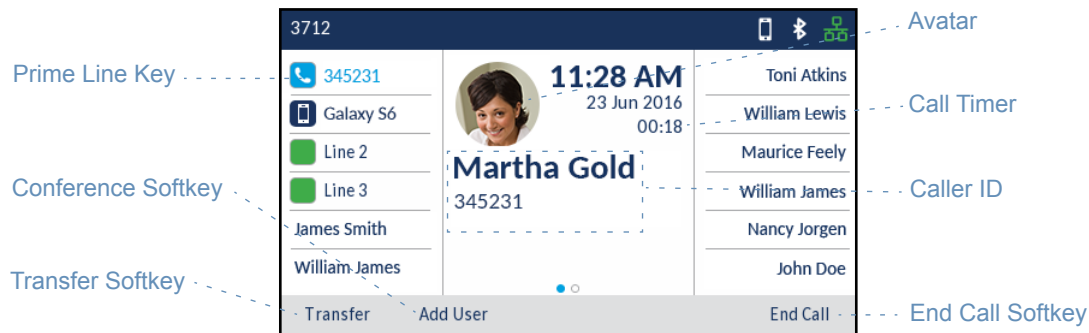 3712
Avatar
Prime Line Key
345231
11:28 AM
Toni Atkins
23 Jun 2016
Galaxy S6
00:18
William Lewis
Call Timer
Line 2
Maurice Feely
Martha Gold
Conference Softkey
Line 3
345231
William James
Caller ID
James Smith
Nancy Jorgen
William James
John Doe
Transfer Softkey
Transfer
Add User
End Call
End Call Softkey